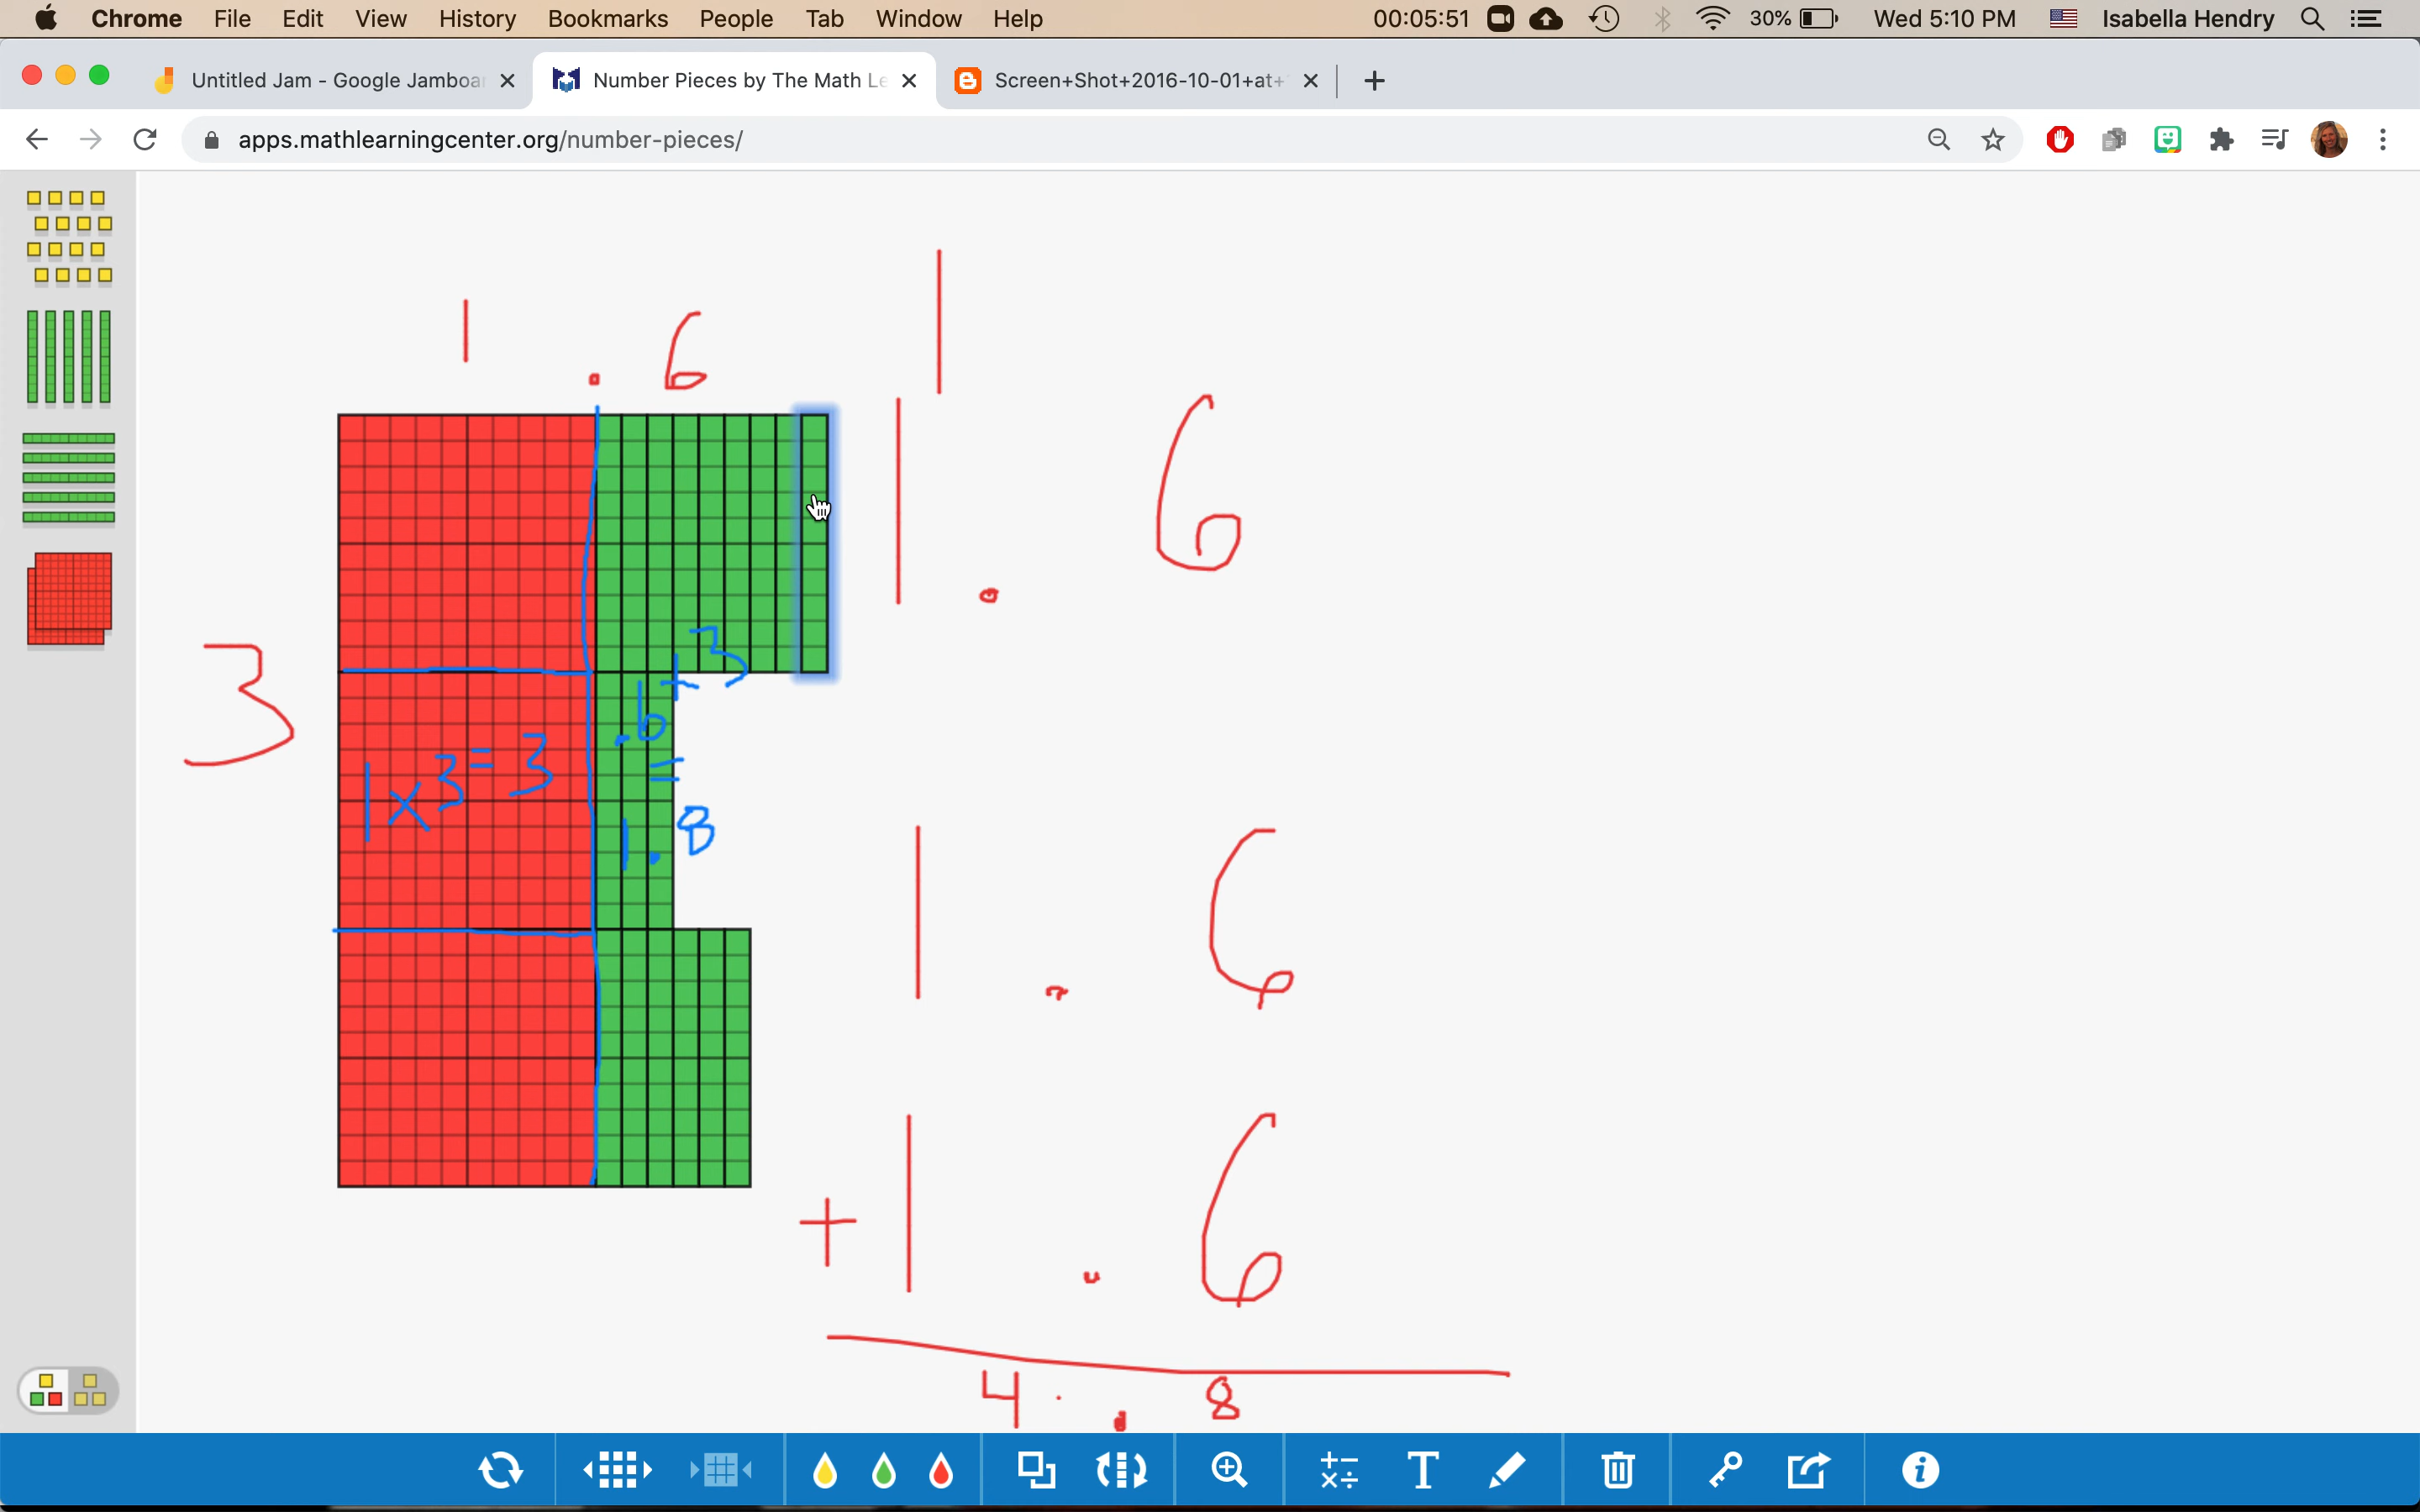 Chrome File Edit View History Bookmarks People Tab Window Help 00:05:51 30% Wed 5:10 PM Isabella Hendry
Untitled Jam - Google Jamboa Number Pieces by The Math Le Screen+Shot+2016-10-01+at+
apps.mathlearningcenter.org/number-pieces/
1 . 6
3
1 x 3 = 3
.6 + 3
=
1.8
1
1 . 6
1 . 6
+ 1 . 6
4 . 8
T